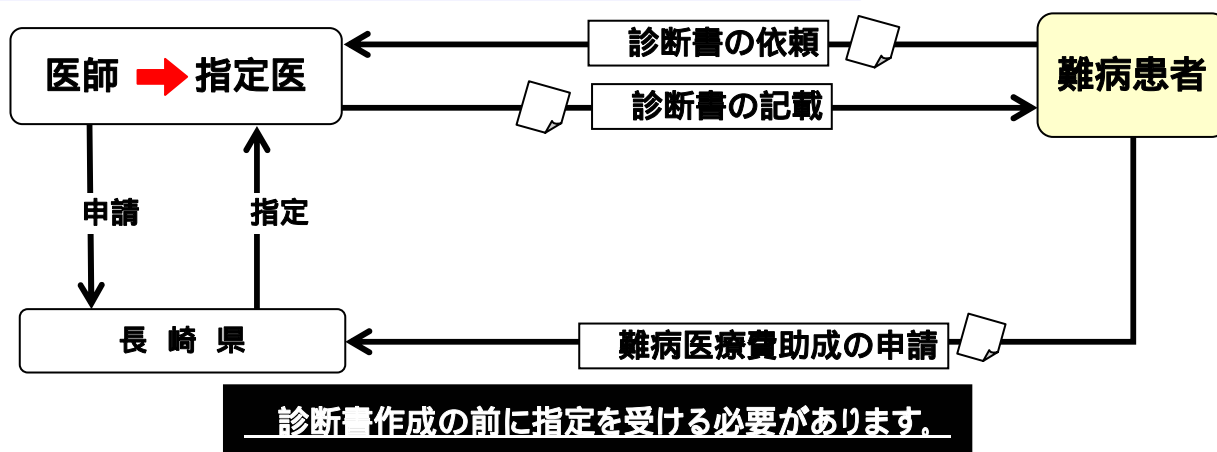 診断書の依頼
医師 指定医
難病患者
診断書の記載
申請
指定
長 崎 県
難病医療費助成の申請
診断書作成の前に指定を受ける必要があります。